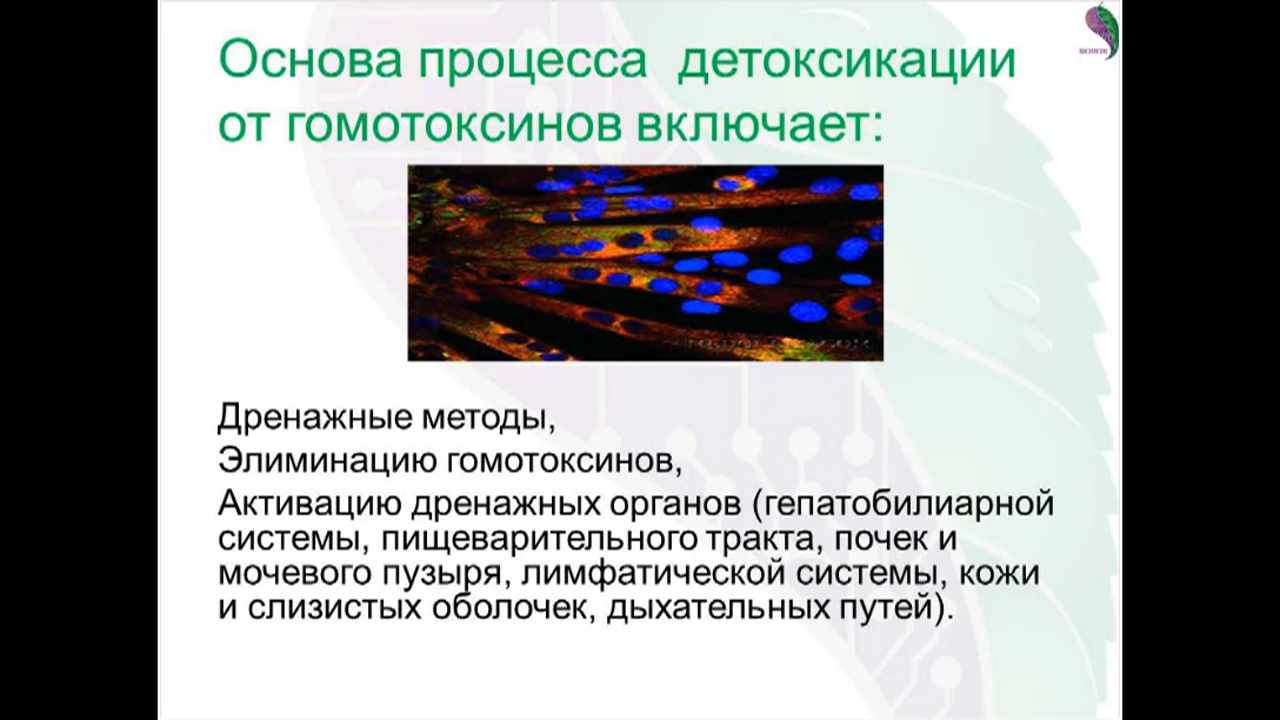 Основа процесса детоксикации
от гомотоксинов включает:
Дренажные методы,
Элиминацию гомотоксинов,
Активацию дренажных органов (гепатобилиарной
системы, пищеварительного тракта, почек и
мочевого пузыря, лимфатической системы, кожи
и слизистых оболочек, дыхательных путей).